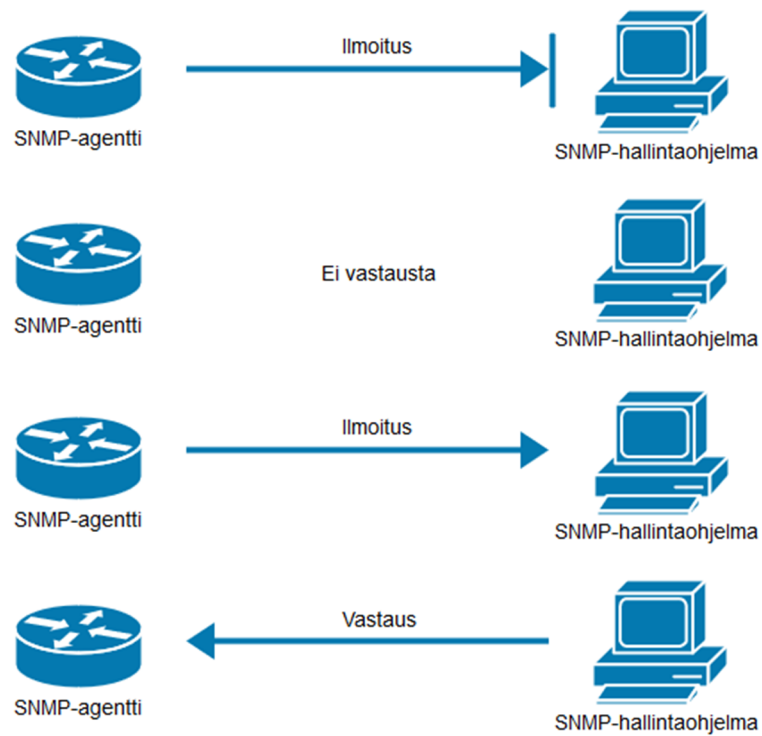 Ilmoitus
SNMP-agentti
SNMP-hallintaohjelma
Ei vastausta
SNMP-agentti
SNMP-hallintaohjelma
Ilmoitus
SNMP-agentti
SNMP-hallintaohjelma
Vastaus
SNMP-agentti
SNMP-hallintaohjelma